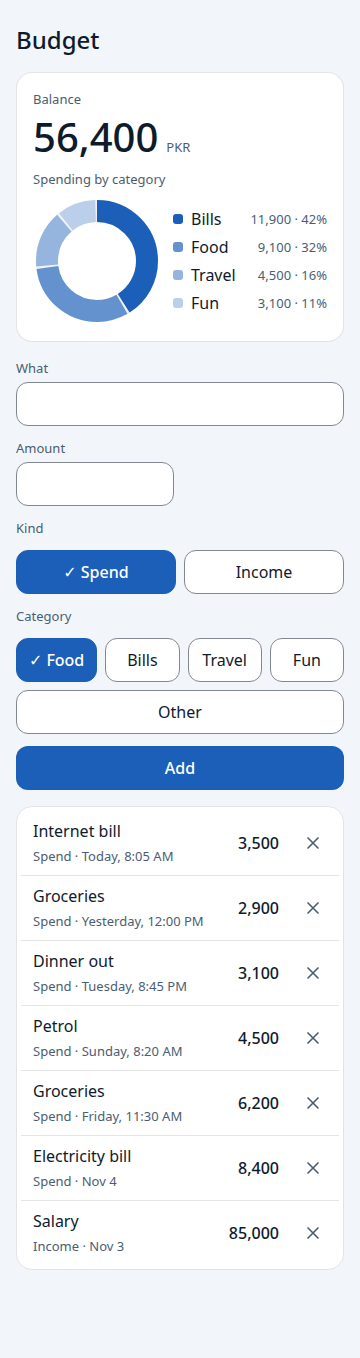 Budget
Balance
56,400 PKR
Spending by category
Bills 11,900 · 42%
Food 9,100 · 32%
Travel 4,500 · 16%
Fun 3,100 · 11%
What
Amount
Kind
✓ Spend Income
Category
✓ Food Bills Travel Fun
Other
Add
Internet bill
3,500
Spend · Today, 8:05 AM
Groceries
2,900
Spend · Yesterday, 12:00 PM
Dinner out
3,100
Spend · Tuesday, 8:45 PM
Petrol
4,500
Spend · Sunday, 8:20 AM
Groceries
6,200
Spend · Friday, 11:30 AM
Electricity bill
8,400
Spend · Nov 4
Salary
85,000
Income · Nov 3